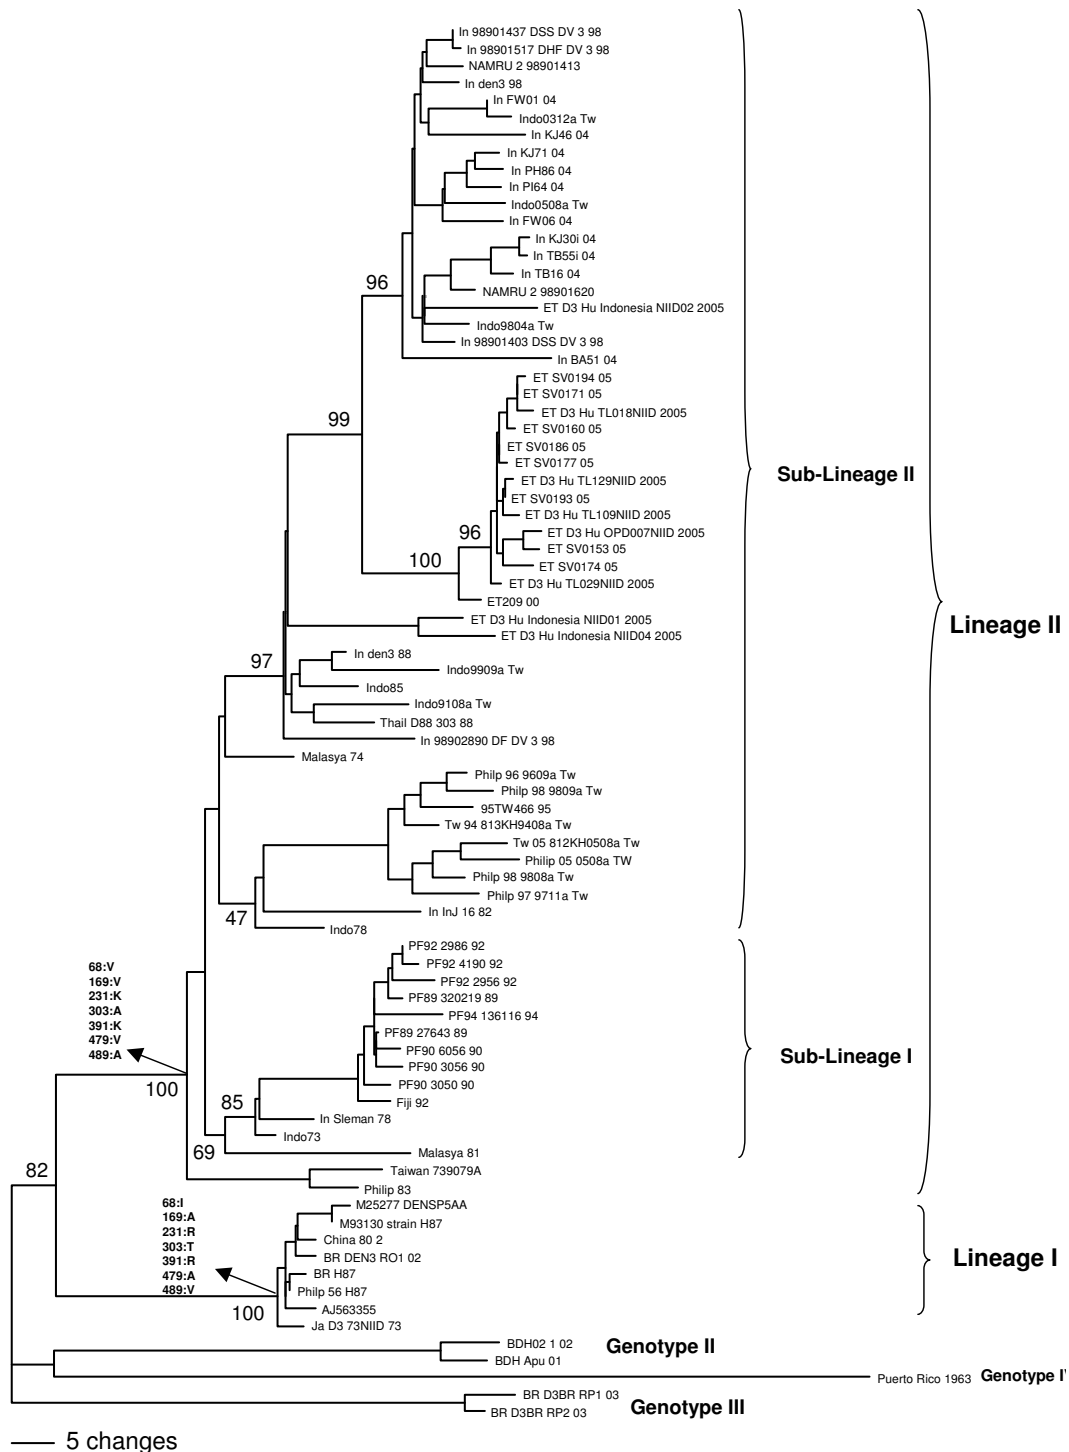 In 98901437 DSS DV 3 98
In 98901517 DHF DV 3 98
NAMRU 2 98901413
In den3 98
In FW01 04
Indo0312a Tw
In KJ46 04
In KJ71 04
In PH86 04
In PI64 04
Indo0508a Tw
In FW06 04
In KJ30i 04
In TB55i 04
In TB16 04
NAMRU 2 98901620
96
ET D3 Hu Indonesia NIID02 2005
Indo9804a Tw
In 98901403 DSS DV 3 98
In BA51 04
ET SV0194 05
ET SV0171 05
ET D3 Hu TL018NIID 2005
99
ET SV0160 05
ET SV0186 05
ET SV0177 05
Sub-Lineage II
ET D3 Hu TL129NIID 2005
ET SV0193 05
ET D3 Hu TL109NIID 2005
96
ET D3 Hu OPD007NIID 2005
ET SV0153 05
100
ET SV0174 05
ET D3 Hu TL029NIID 2005
ET209 00
ET D3 Hu Indonesia NIID01 2005
Lineage II
ET D3 Hu Indonesia NIID04 2005
In den3 88
97
Indo9909a Tw
Indo85
Indo9108a Tw
Thail D88 303 88
In 98902890 DF DV 3 98
Malasya 74
Philp 96 9609a Tw
Philp 98 9809a Tw
95TW466 95
Tw 94 813KH9408a Tw
Tw 05 812KH0508a Tw
Philip 05 0508a TW
Philp 98 9808a Tw
Philp 97 9711a Tw
In InJ 16 82
47
Indo78
PF92 2986 92
PF92 4190 92
PF92 2956 92
PF89 320219 89
PF94 136116 94
PF89 27643 89
PF90 6056 90
Sub-Lineage I
PF90 3056 90
PF90 3050 90
Fiji 92
68:V
169:V
231:K
303:A
391:K
479:V
489:A
100
85
In Sleman 78
Indo73
69
Malasya 81
82
Taiwan 739079A
Philip 83
68:I
169:A
231:R
303:T
391:R
479:A
489:V
100
M25277 DENSP5AA
M93130 strain H87
China 80 2
BR DEN3 RO1 02
Lineage I
BR H87
Philp 56 H87
AJ563355
Ja D3 73NIID 73
BDH02 1 02
Genotype II
BDH Apu 01
Puerto Rico 1963
Genotype IV
BR D3BR RP1 03
BR D3BR RP2 03
Genotype III
5 changes